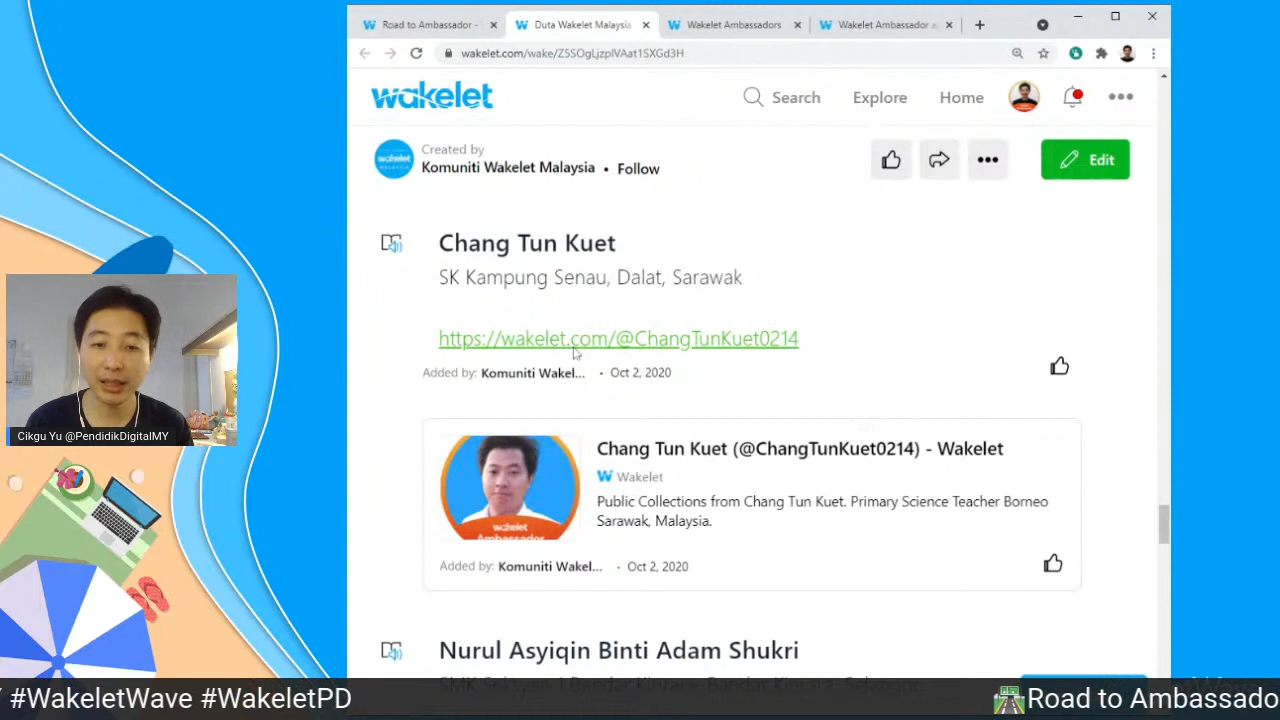 Road to Ambassador -
Duta Wakelet Malaysia
Wakelet Ambassadors
Wakelet Ambassador a
wakelet.com/wake/Z5SOgLjzpIVAat1SXGd3H
wakelet
Search
Explore
Home
wakelet
Created by
Komuniti Wakelet Malaysia • Follow
Edit
Chang Tun Kuet
SK Kampung Senau, Dalat, Sarawak
https://wakelet.com/@ChangTunKuet0214
Added by: Komuniti Wakel... • Oct 2, 2020
Cikgu Yu @PendidikDigitalMY
Chang Tun Kuet (@ChangTunKuet0214) - Wakelet
Wakelet
Public Collections from Chang Tun Kuet. Primary Science Teacher Borneo
Sarawak, Malaysia.
wakelet
Ambassador
Added by: Komuniti Wakel... • Oct 2, 2020
Nurul Asyiqin Binti Adam Shukri
#WakeletWave #WakeletPD
Road to Ambassado